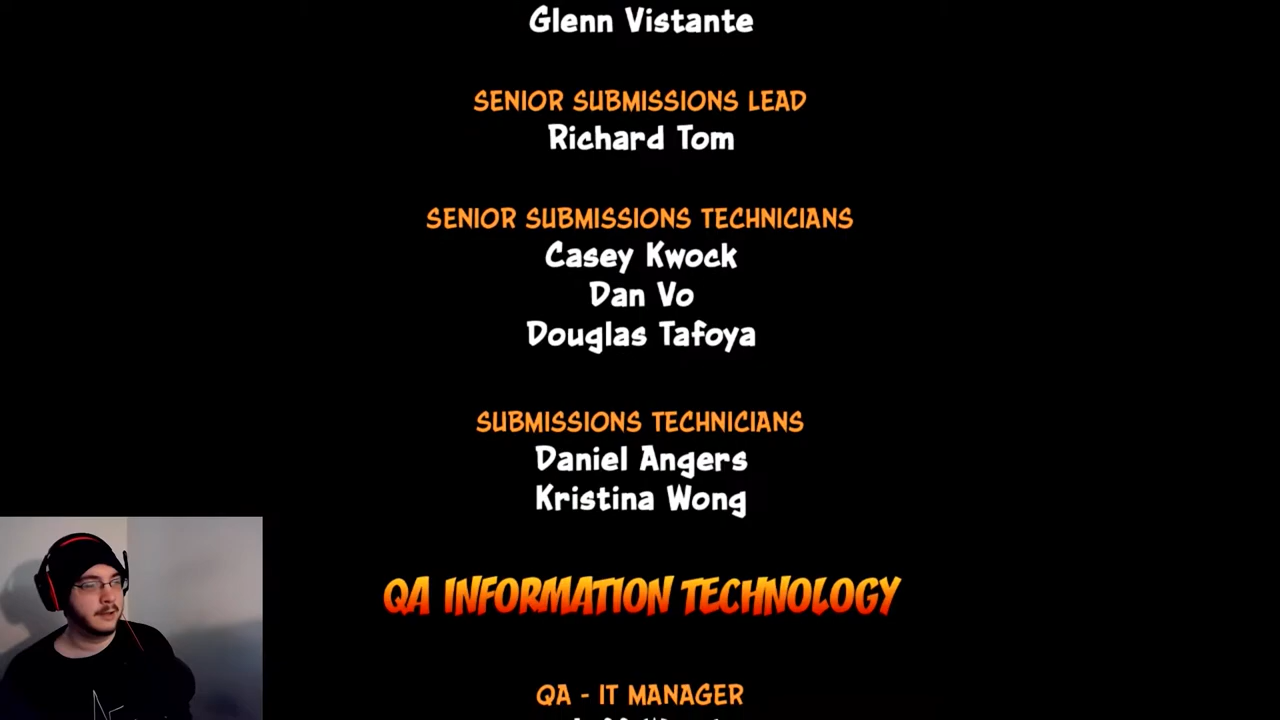 Glenn Vistante
SENIOR SUBMISSIONS LEAD
Richard Tom
SENIOR SUBMISSIONS TECHNICIANS
Casey Kwock
Dan Vo
Douglas Tafoya
SUBMISSIONS TECHNICIANS
Daniel Angers
Kristina Wong
QA INFORMATION TECHNOLOGY
QA - IT MANAGER